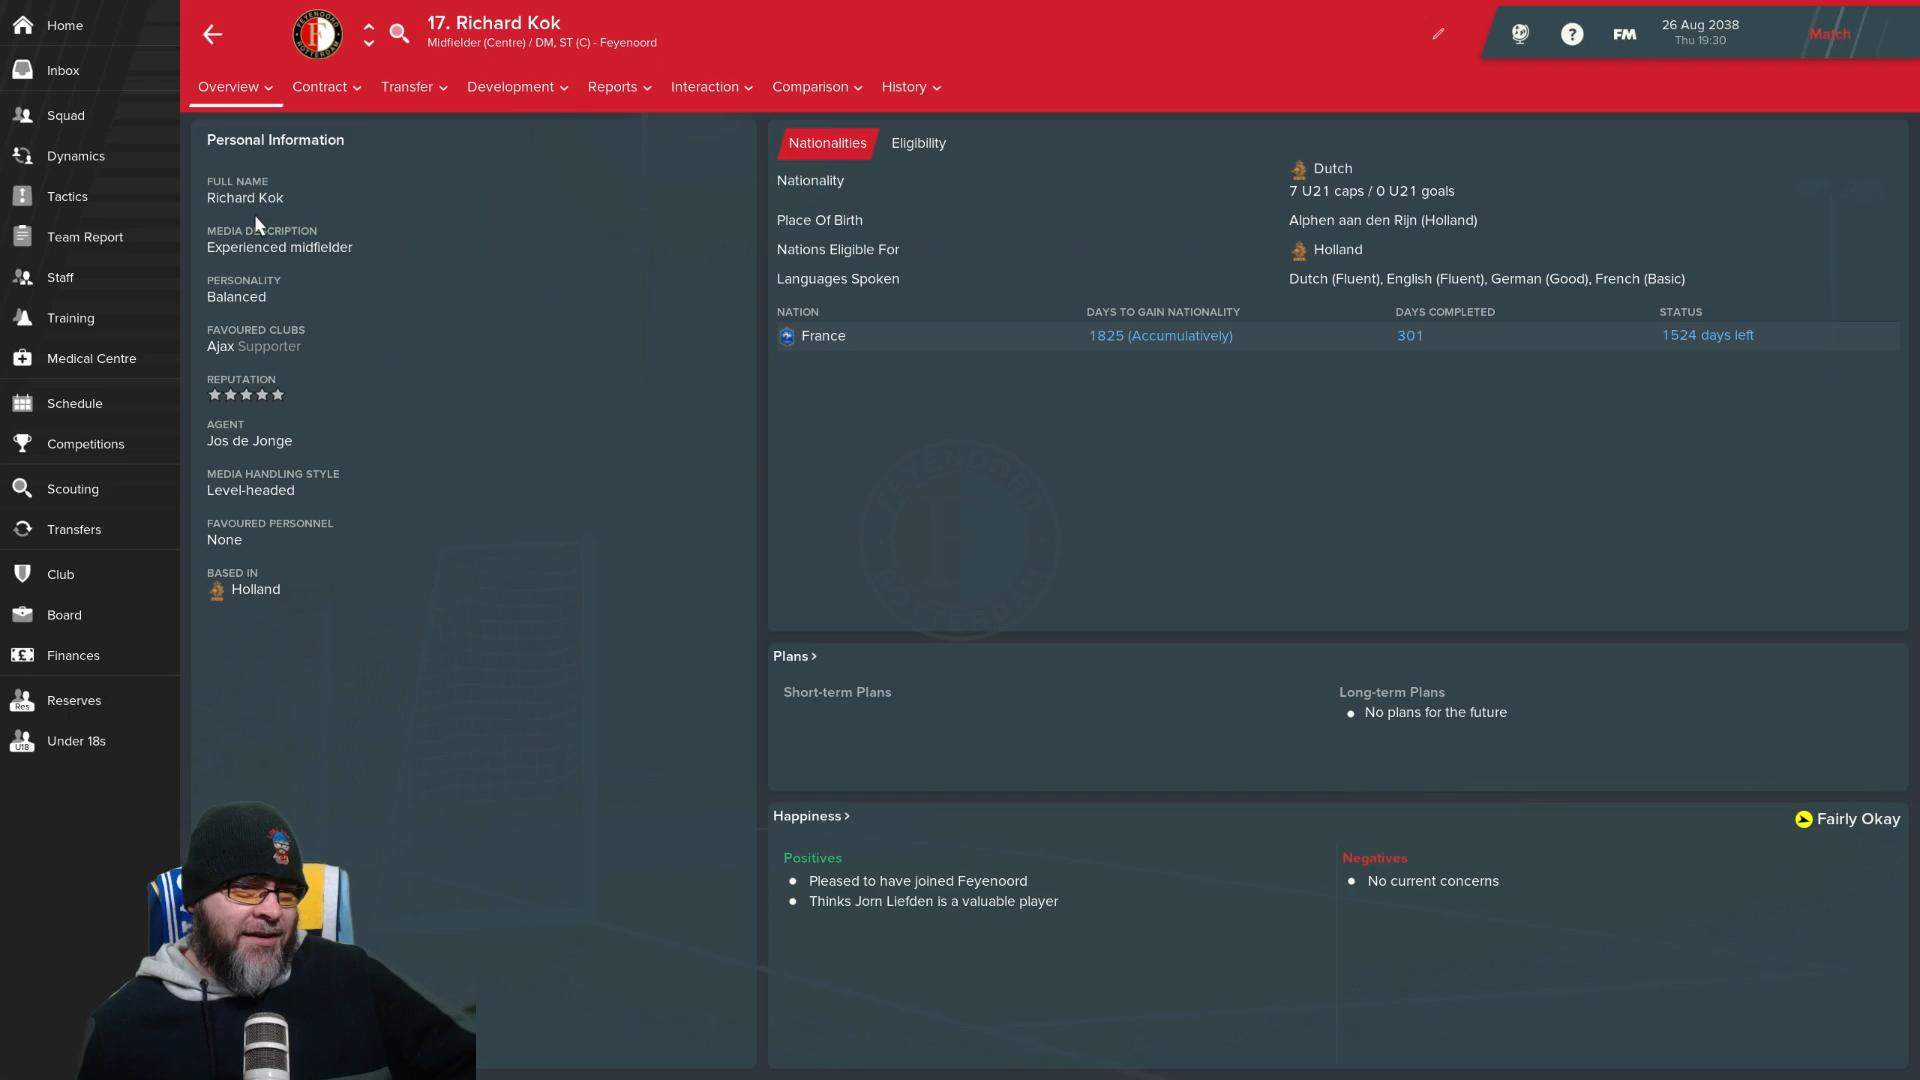 Home
Inbox
Squad
Dynamics
Tactics
Team Report
Staff
Training
Medical Centre
Schedule
Competitions
Scouting
Transfers
Club
Board
Finances
Res
Reserves
U18
Under 18s
17. Richard Kok
Midfielder (Centre) / DM, ST (C) - Feyenoord
FM
26 Aug 2038
Thu 19:30
Match
Overview
Contract
Transfer
Development
Reports
Interaction
Comparison
History
Personal Information
FULL NAME
Richard Kok
MEDIA DESCRIPTION
Experienced midfielder
PERSONALITY
Balanced
FAVOURED CLUBS
Ajax Supporter
REPUTATION
AGENT
Jos de Jonge
MEDIA HANDLING STYLE
Level-headed
FAVOURED PERSONNEL
None
BASED IN
Holland
Nationalities
Eligibility
Nationality
Dutch
7 U21 caps / 0 U21 goals
Place Of Birth
Alphen aan den Rijn (Holland)
Nations Eligible For
Holland
Languages Spoken
Dutch (Fluent), English (Fluent), German (Good), French (Basic)
NATION DAYS TO GAIN NATIONALITY DAYS COMPLETED STATUS
France 1825 (Accumulatively) 301 1524 days left
Plans >
Short-term Plans
Long-term Plans
No plans for the future
Happiness >
Fairly Okay
Positives
Pleased to have joined Feyenoord
Thinks Jorn Liefden is a valuable player
Negatives
No current concerns
FEYENOORD
ROTTERDAM